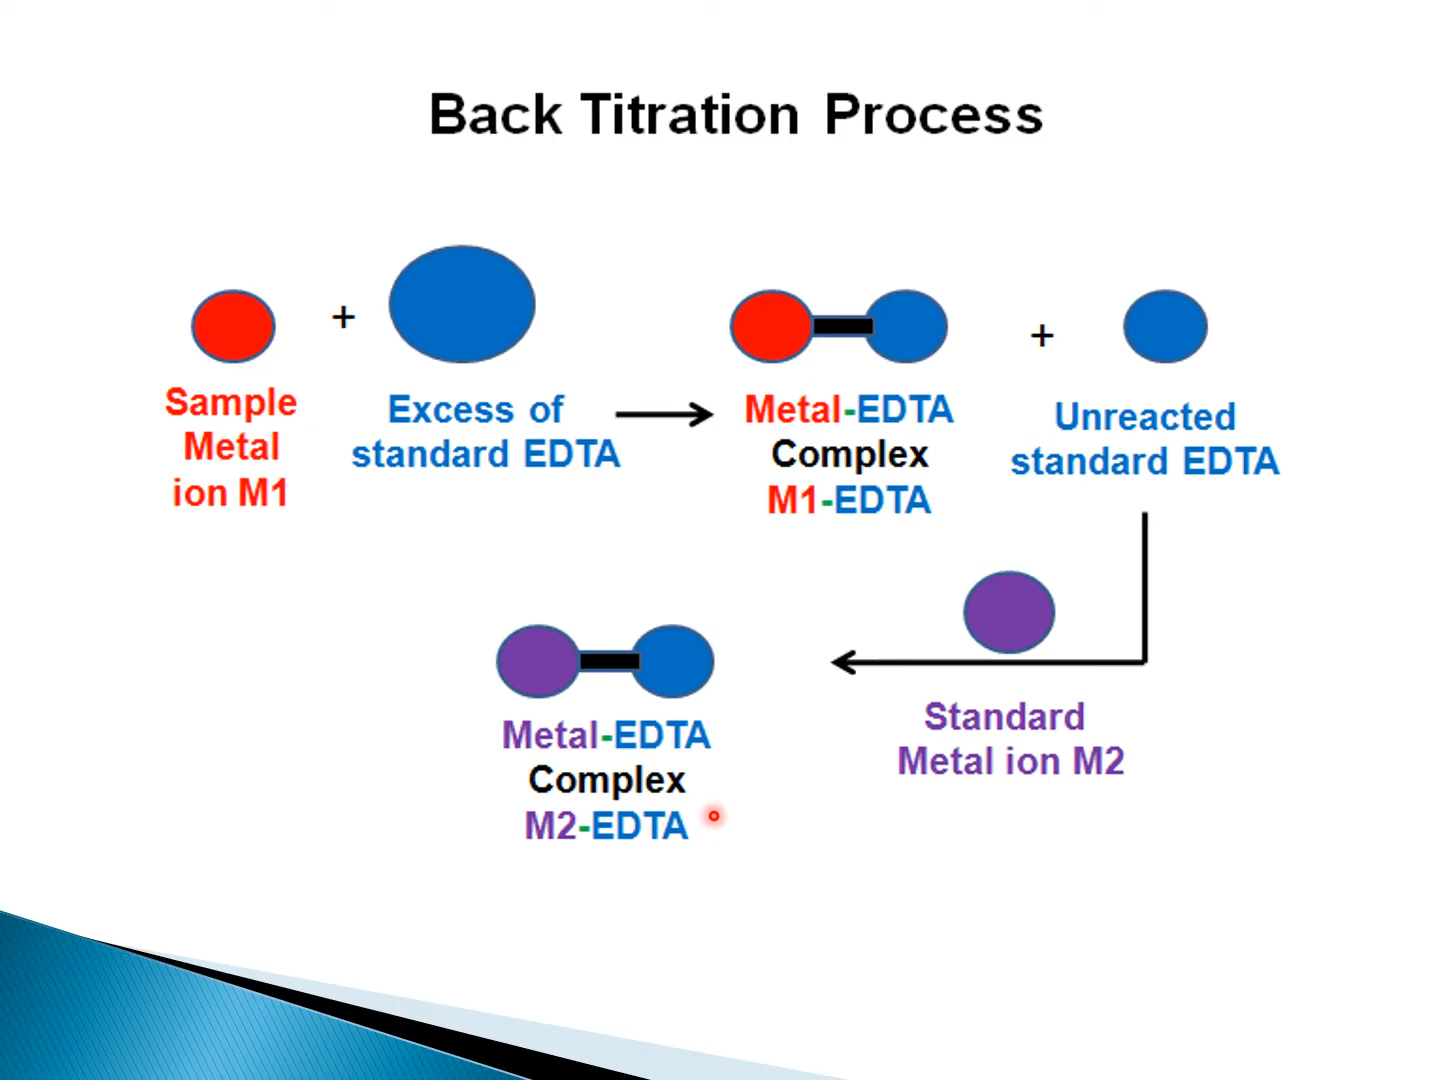 Back Titration Process
+
Sample
Metal
ion M1
Excess of
standard EDTA
Metal-EDTA
Complex
M1-EDTA
+
Unreacted
standard EDTA
Standard
Metal ion M2
Metal-EDTA
Complex
M2-EDTA